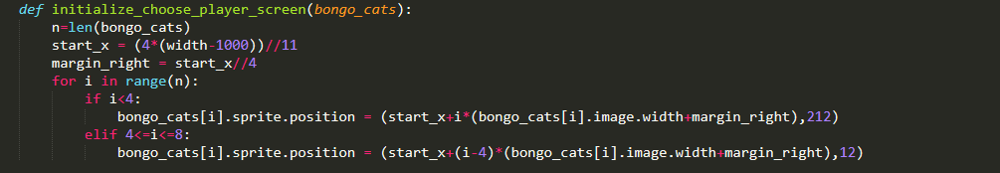 def initialize_choose_player_screen(bongo_cats):
    n=len(bongo_cats)
    start_x = (4*(width-1000))//11
    margin_right = start_x//4
    for i in range(n):
        if i<4:
            bongo_cats[i].sprite.position = (start_x+i*(bongo_cats[i].image.width+margin_right),212)
        elif 4<=i<=8:
            bongo_cats[i].sprite.position = (start_x+(i-4)*(bongo_cats[i].image.width+margin_right),12)